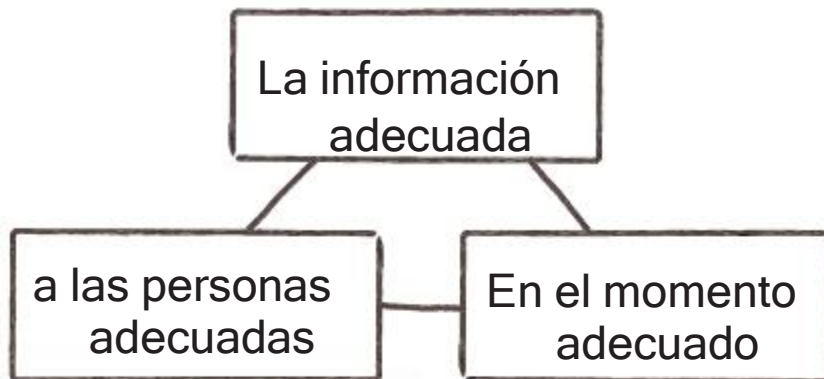 La información
adecuada
a las personas
adecuadas
En el momento
adecuado